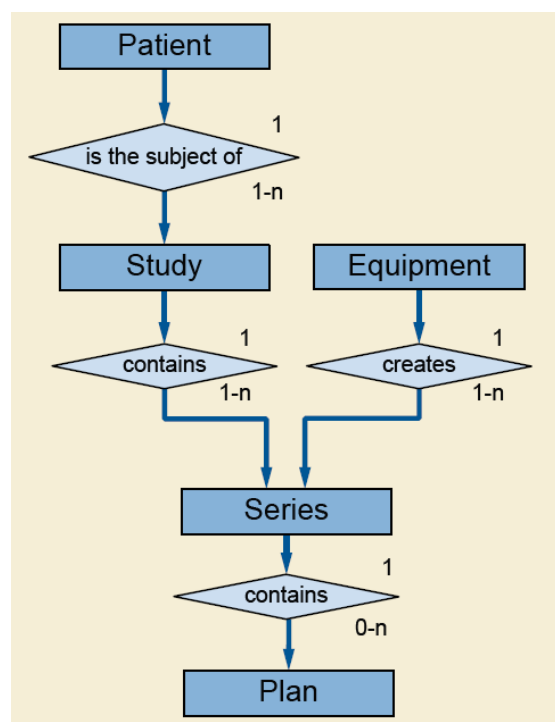 Patient
1
is the subject of
1-n
Study
Equipment
1
1
contains
creates
1-n
1-n
Series
1
contains
0-n
Plan